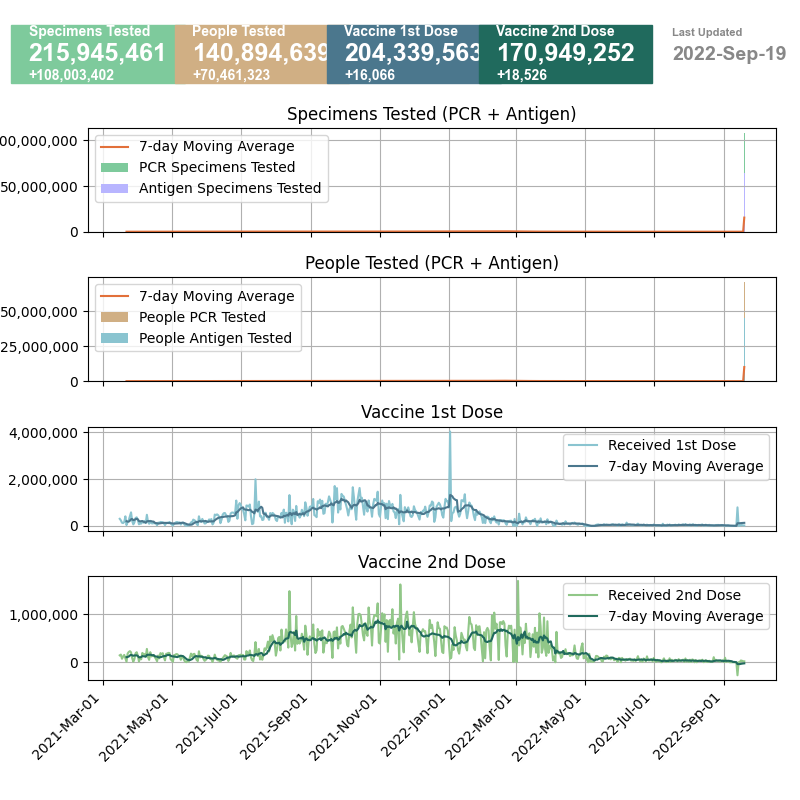 Specimens Tested
215,945,461
+108,003,402
People Tested
140,894,639
+70,461,323
Vaccine 1st Dose
204,339,563
+16,066
Vaccine 2nd Dose
170,949,252
+18,526
Last Updated
2022-Sep-19
Specimens Tested (PCR + Antigen)
00,000,000
50,000,000
0
7-day Moving Average
PCR Specimens Tested
Antigen Specimens Tested
People Tested (PCR + Antigen)
50,000,000
25,000,000
0
7-day Moving Average
People PCR Tested
People Antigen Tested
Vaccine 1st Dose
4,000,000
2,000,000
0
Received 1st Dose
7-day Moving Average
Vaccine 2nd Dose
1,000,000
0
Received 2nd Dose
7-day Moving Average
2021-Mar-01
2021-May-01
2021-Jul-01
2021-Sep-01
2021-Nov-01
2022-Jan-01
2022-Mar-01
2022-May-01
2022-Jul-01
2022-Sep-01